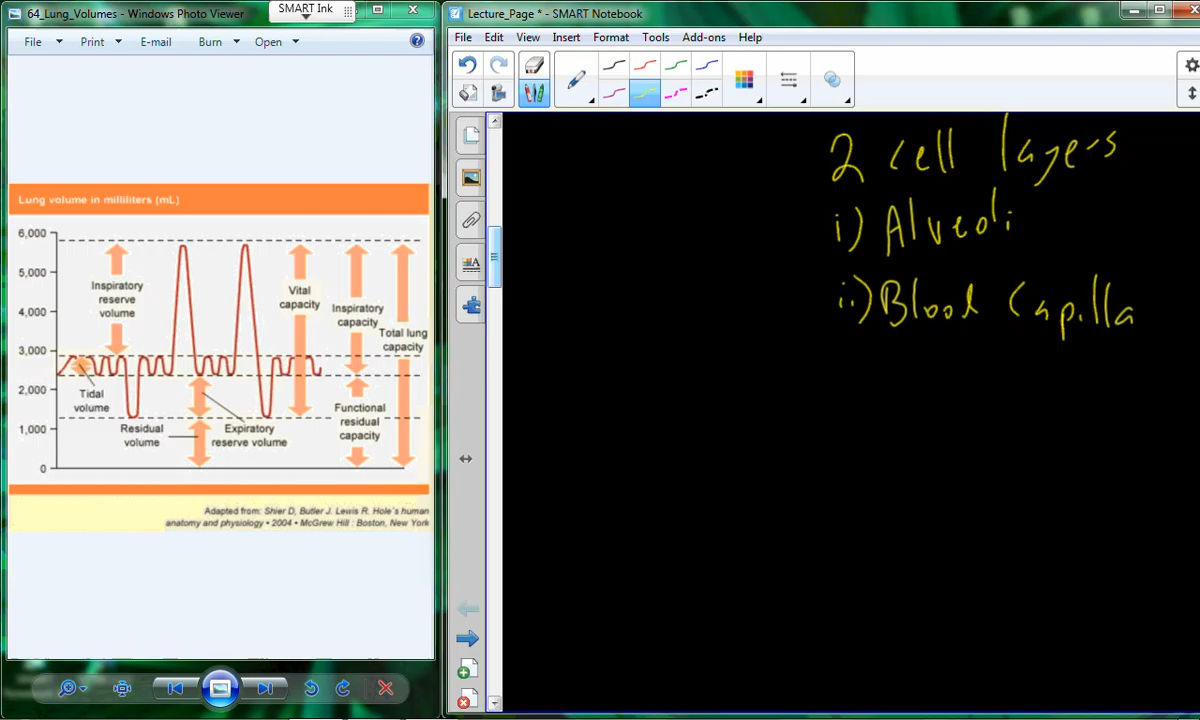 64_Lung_Volumes - Windows Photo Viewer
SMART Ink
File Print E-mail Burn Open
Lung volume in milliliters (mL)
6,000
5,000
4,000
3,000
2,000
1,000
0
Inspiratory
reserve
volume
Tidal
volume
Residual
volume
Expiratory
reserve volume
Vital
capacity
Inspiratory
capacity
Functional
residual
capacity
Total lung
capacity
Adapted from: Shier D, Butler J. Lewis R. Hole's human
anatomy and physiology • 2004 • McGrew Hill : Boston, New York
Lecture_Page * - SMART Notebook
File Edit View Insert Format Tools Add-ons Help
2 cell layers
i) Alveoli
ii) Blood Capilla